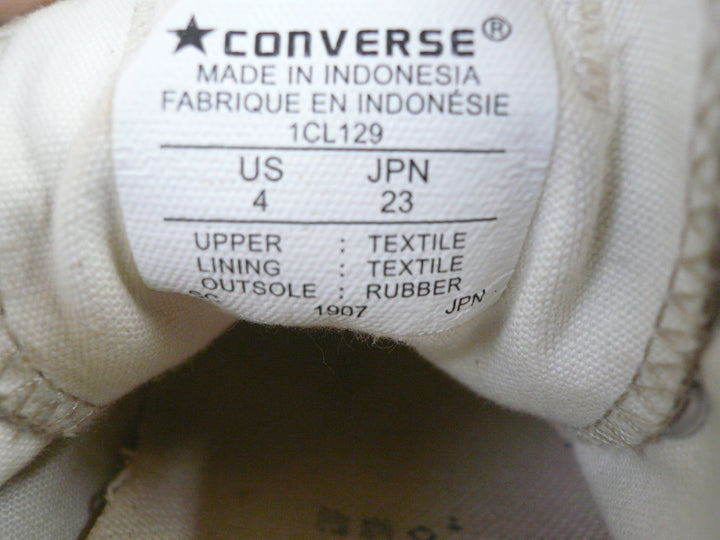 ★CONVERSE®
MADE IN INDONESIA
FABRIQUE EN INDONÉSIE
1CL129
US JPN
4 23
UPPER : TEXTILE
LINING : TEXTILE
OUTSOLE : RUBBER
SC 1907 JPN